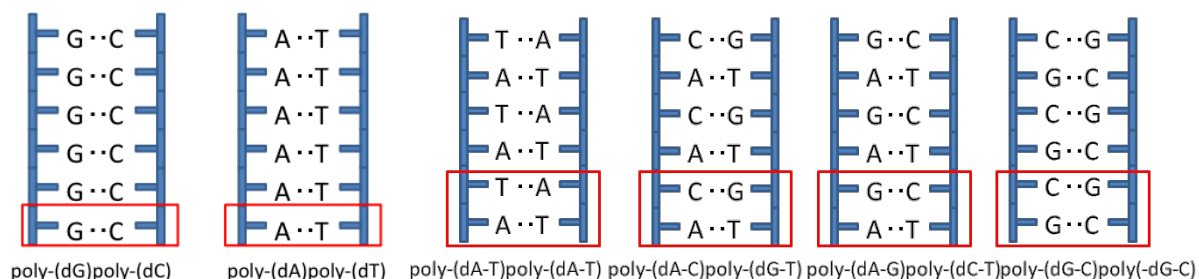 G··C A··T T··A C··G G··C C··G
G··C A··T A··T A··T A··T G··C
G··C A··T T··A C··G G··C C··G
G··C A··T A··T A··T A··T G··C
G··C A··T T··A C··G G··C C··G
G··C A··T A··T A··T A··T G··C
poly-(dG)poly-(dC) poly-(dA)poly-(dT) poly-(dA-T)poly-(dA-T) poly-(dA-C)poly-(dG-T) poly-(dA-G)poly-(dC-T) poly-(dG-C)poly(-dG-C)